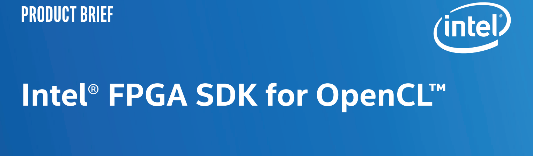 PRODUCT BRIEF
intel®
Intel® FPGA SDK for OpenCL™